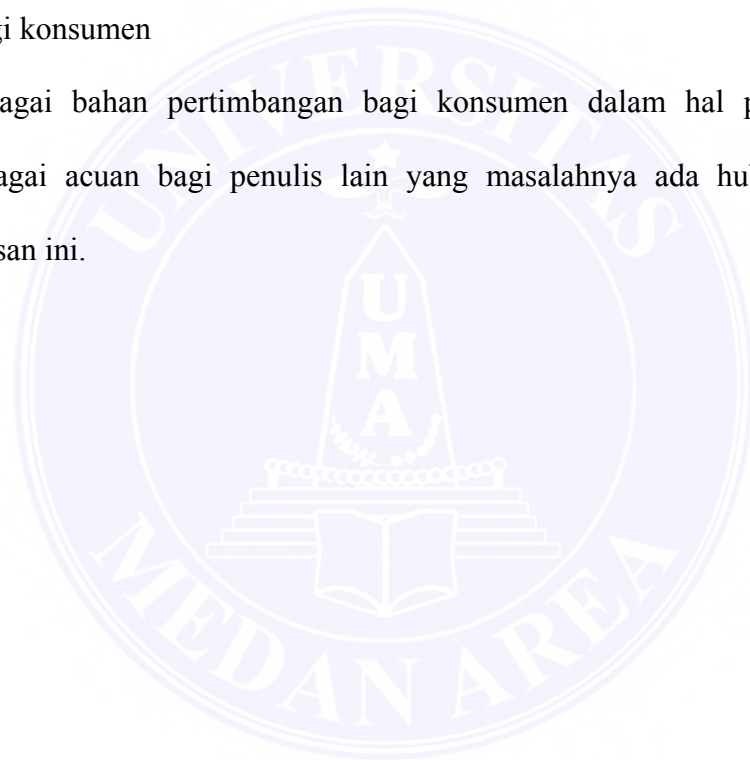 gi konsumen
agai bahan pertimbangan bagi konsumen dalam hal p
agai acuan bagi penulis lain yang masalahnya ada hu
san ini.
UNIVERSITAS
UMA
MEDAN AREA